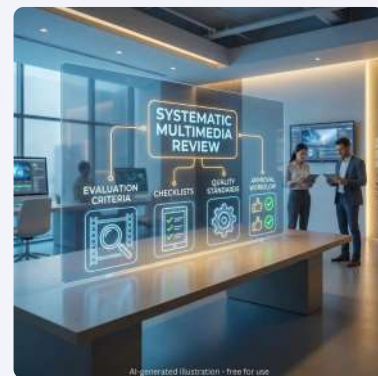 SYSTEMATIC
MULTIMEDIA
REVIEW
EVALUATION
CRITERIA
CHECKLISTS
QUALITY
STANDARDS
APPROVAL
WORKFLOW
AI-generated illustration - free for use